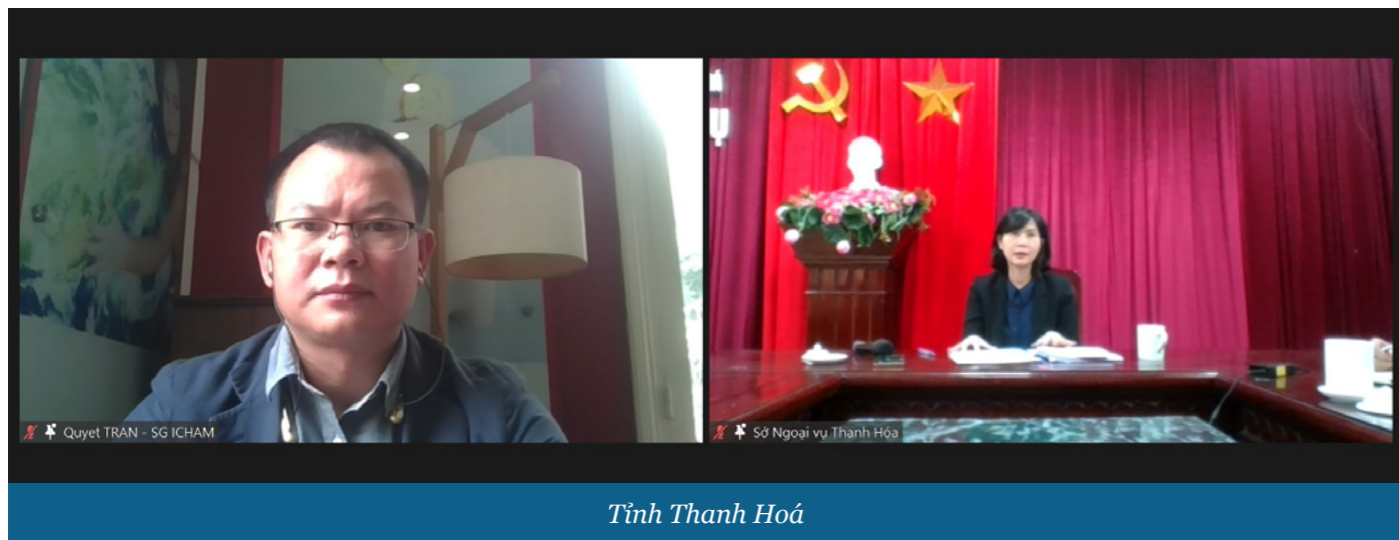 Quyet TRAN - SG ICHAM
Sở Ngoại vụ Thanh Hóa
Tỉnh Thanh Hoá